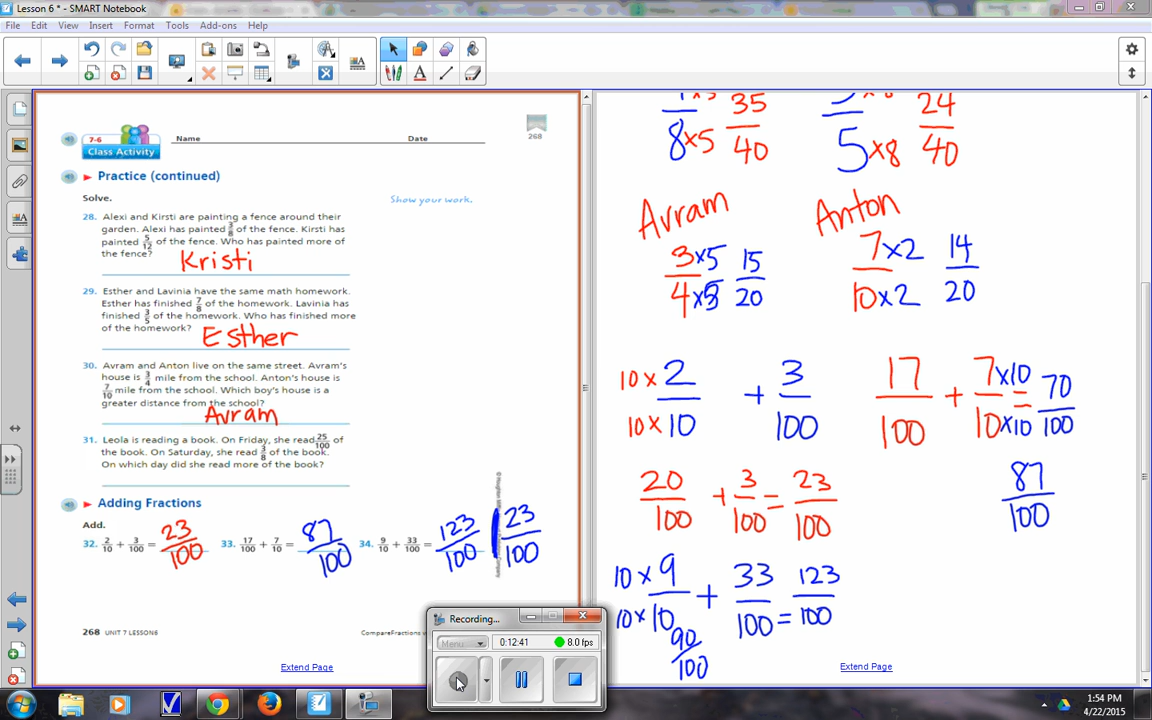 Lesson 6 * - SMART Notebook
File Edit View Insert Format Tools Add-ons Help
268
7-6
Class Activity
Name Date
Practice (continued)
Solve.
Show your work.
28. Alexi and Kirsti are painting a fence around their
garden. Alexi has painted 3/8 of the fence. Kirsti has
painted 5/12 of the fence. Who has painted more of
the fence? Kristi
29. Esther and Lavinia have the same math homework.
Esther has finished 7/8 of the homework. Lavinia has
finished 3/5 of the homework. Who has finished more
of the homework? Esther
30. Avram and Anton live on the same street. Avram's
house is 3/4 mile from the school. Anton's house is
7/10 mile from the school. Which boy's house is a
greater distance from the school?
Avram
31. Leola is reading a book. On Friday, she read 25/100 of
the book. On Saturday, she read 3/8 of the book.
On which day did she read more of the book?
Adding Fractions
Add.
32. 2/10 + 3/100 = 23/100 33. 17/100 + 7/10 = 87/100 34. 9/10 + 33/100 = 123/100 1 23/100
268 UNIT 7 LESSON 6
Extend Page
8×5 35/40 5×8 24/40
Avram Anton
3×5/4×5 15/20 7×2/10×2 14/20
10×2/10×10 + 3/100 17/100 + 7×10/10×10 = 70/100
20/100 + 3/100 = 23/100 87/100
10×9/10×10 + 33/100 = 123/100
90/100
Extend Page
Recording...
Menu 0:12:41 8.0 fps
1:54 PM
4/22/2015